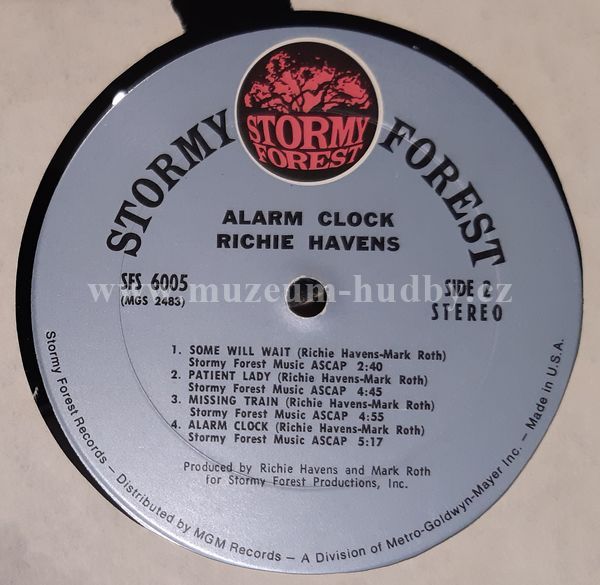 STORMY FOREST
STORMY
FOREST
ALARM CLOCK
RICHIE HAVENS
SFS 6005
(MGS 2483)
SIDE 2
STEREO
www.muzeum-hudby.cz
1. SOME WILL WAIT (Richie Havens-Mark Roth)
Stormy Forest Music ASCAP 2:40
2. PATIENT LADY (Richie Havens-Mark Roth)
Stormy Forest Music ASCAP 4:45
3. MISSING TRAIN (Richie Havens-Mark Roth)
Stormy Forest Music ASCAP 4:55
4. ALARM CLOCK (Richie Havens-Mark Roth)
Stormy Forest Music ASCAP 5:17
Produced by Richie Havens and Mark Roth
for Stormy Forest Productions, Inc.
Stormy Forest Records – Distributed by MGM Records – A Division of Metro-Goldwyn-Mayer Inc. – Made in U.S.A.